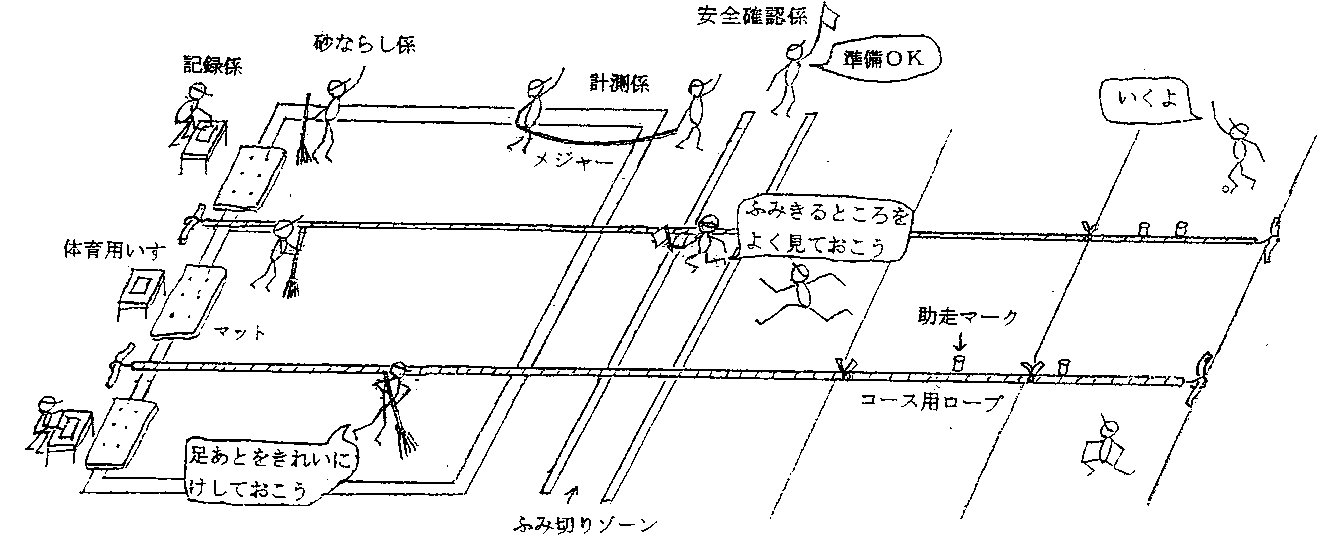 安全確認係
準備OK
砂ならし係
記録係
計測係
メジャー
いくよ
ふみきるところを
よく見ておこう
体育用いす
マット
助走マーク
コース用ロープ
足あとをきれいに
けしておこう
ふみ切りゾーン